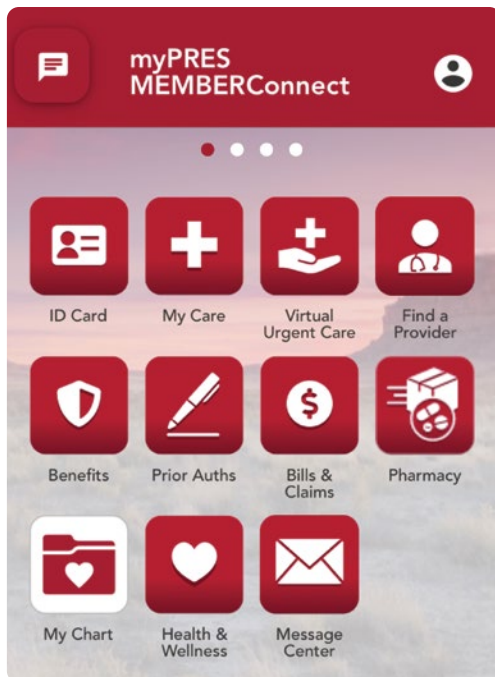 myPRES
MEMBERConnect
ID Card
My Care
Virtual
Urgent Care
Find a
Provider
Benefits
Prior Auths
$
Bills &
Claims
Pharmacy
My Chart
Health &
Wellness
Message
Center